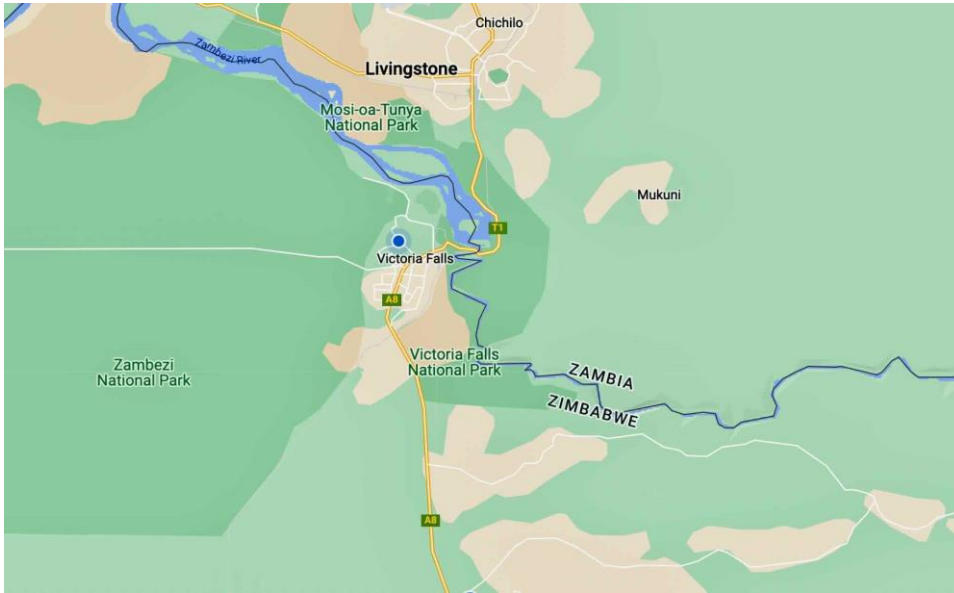 Chichilo
Zambezi River
Livingstone
Mosi-oa-Tunya
National Park
Mukuni
T1
Victoria Falls
A8
Victoria Falls
National Park
Zambezi
National Park
ZAMBIA
ZIMBABWE
A8